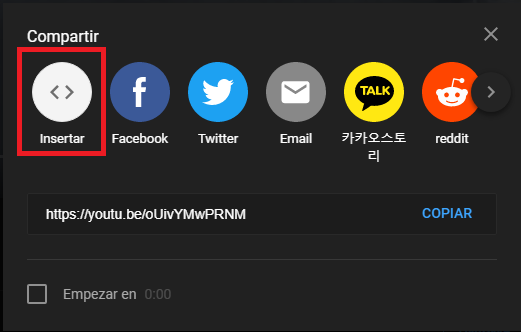 Compartir
Insertar
Facebook
Twitter
Email
TALK
카카오스토
리
reddit
https://youtu.be/oUivYMwPRNM
COPIAR
Empezar en 0:00